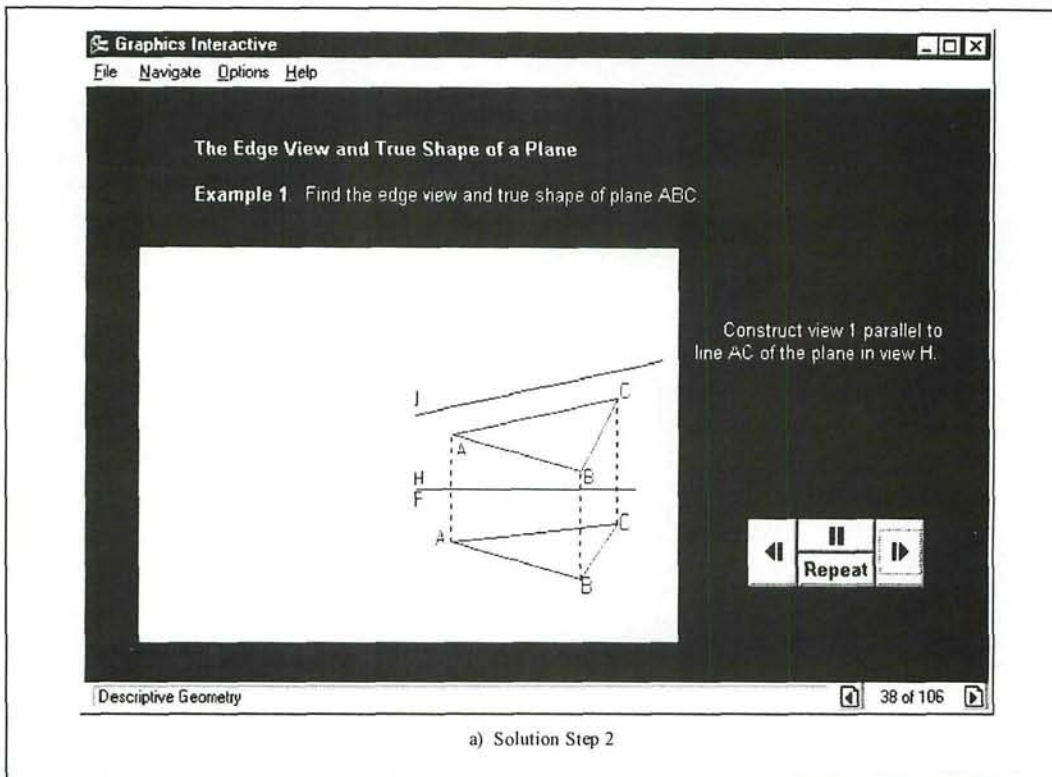 Graphics Interactive
File Navigate Options Help
The Edge View and True Shape of a Plane
Example 1 Find the edge view and true shape of plane ABC.
Construct view 1 parallel to
line AC of the plane in view H.
J
C
A
B
H
F
C
A
B
Repeat
Descriptive Geometry
38 of 106
a) Solution Step 2